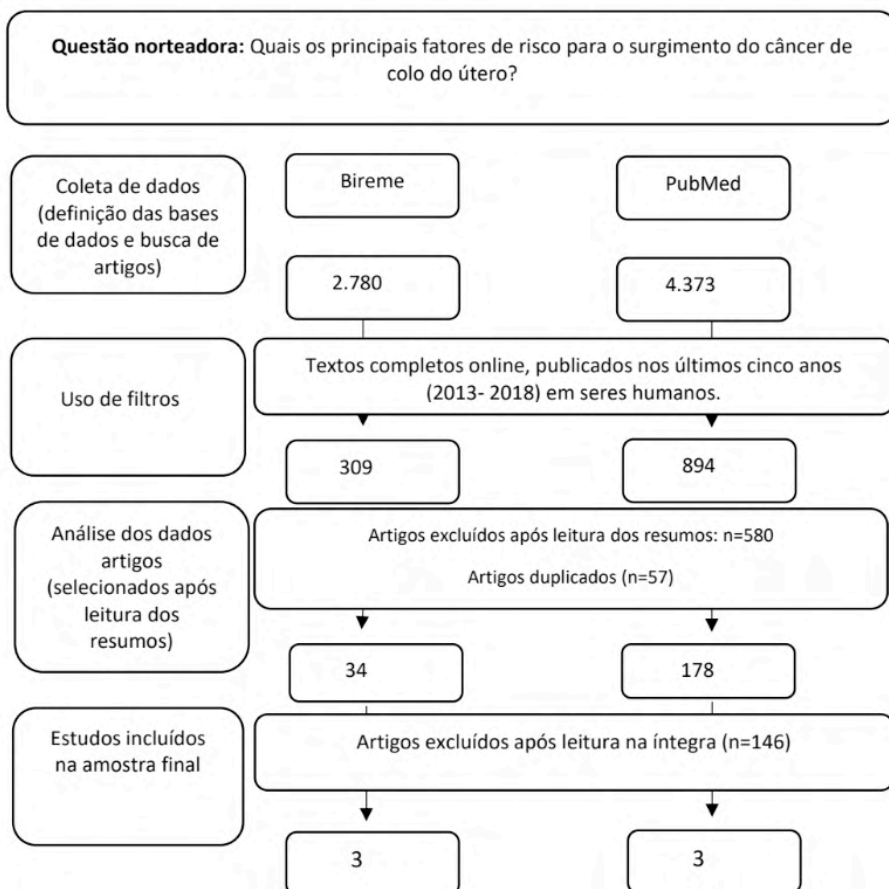 Questão norteadora: Quais os principais fatores de risco para o surgimento do câncer de
colo do útero?
Coleta de dados
(definição das bases
de dados e busca de
artigos)
Bireme
PubMed
2.780
4.373
Uso de filtros
Textos completos online, publicados nos últimos cinco anos
(2013- 2018) em seres humanos.
309
894
Análise dos dados
artigos
(selecionados após
leitura dos
resumos)
Artigos excluídos após leitura dos resumos: n=580
Artigos duplicados (n=57)
34
178
Estudos incluídos
na amostra final
Artigos excluídos após leitura na íntegra (n=146)
3
3